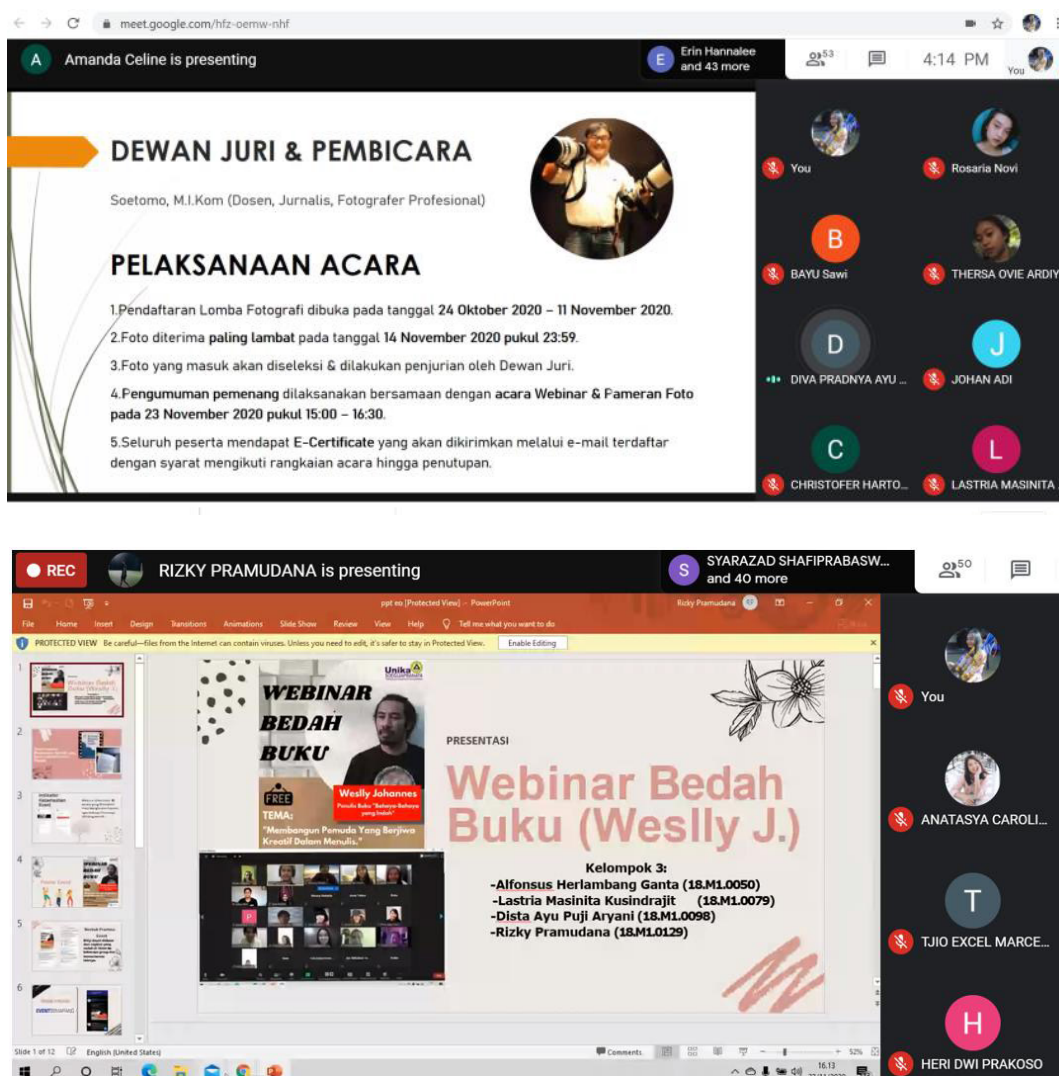 meet.google.com/hfz-oemw-nhf
A Amanda Celine is presenting
E Erin Hannalee
and 43 more
53
4:14 PM
You
DEWAN JURI & PEMBICARA
Soetomo, M.I.Kom (Dosen, Jurnalis, Fotografer Profesional)
PELAKSANAAN ACARA
1.Pendaftaran Lomba Fotografi dibuka pada tanggal 24 Oktober 2020 – 11 November 2020.
2.Foto diterima paling lambat pada tanggal 14 November 2020 pukul 23:59.
3.Foto yang masuk akan diseleksi & dilakukan penjurian oleh Dewan Juri.
4.Pengumuman pemenang dilaksanakan bersamaan dengan acara Webinar & Pameran Foto
pada 23 November 2020 pukul 15:00 – 16:30.
5.Seluruh peserta mendapat E-Certificate yang akan dikirimkan melalui e-mail terdaftar
dengan syarat mengikuti rangkaian acara hingga penutupan.
You
Rosaria Novi
B
BAYU Sawi
THERSA OVIE ARDIY
D
DIVA PRADNYA AYU ...
J
JOHAN ADI
C
CHRISTOFER HARTO...
L
LASTRIA MASINITA
REC
RIZKY PRAMUDANA is presenting
S SYARAZAD SHAFIPRABASW...
and 40 more
50
ppt eo [Protected View] - PowerPoint
Rizky Pramudana RP
File Home Insert Design Transitions Animations Slide Show Review View Help Tell me what you want to do
PROTECTED VIEW Be careful—files from the Internet can contain viruses. Unless you need to edit, it's safer to stay in Protected View. Enable Editing
1
2
3
4
5
6
Unika
WEBINAR
BEDAH
BUKU
FREE
Weslly Johannes
Penulis Buku "Bahaya-Bahaya
yang Indah"
TEMA:
"Membangun Pemuda Yang Berjiwa
Kreatif Dalam Menulis."
PRESENTASI
Webinar Bedah
Buku (Weslly J.)
Kelompok 3:
-Alfonsus Herlambang Ganta (18.M1.0050)
-Lastria Masinita Kusindrajit (18.M1.0079)
-Dista Ayu Puji Aryani (18.M1.0098)
-Rizky Pramudana (18.M1.0129)
You
ANATASYA CAROLI...
T
TJIO EXCEL MARCE...
H
HERI DWI PRAKOSO
Slide 1 of 12 English (United States)
Comments
52%
16.13